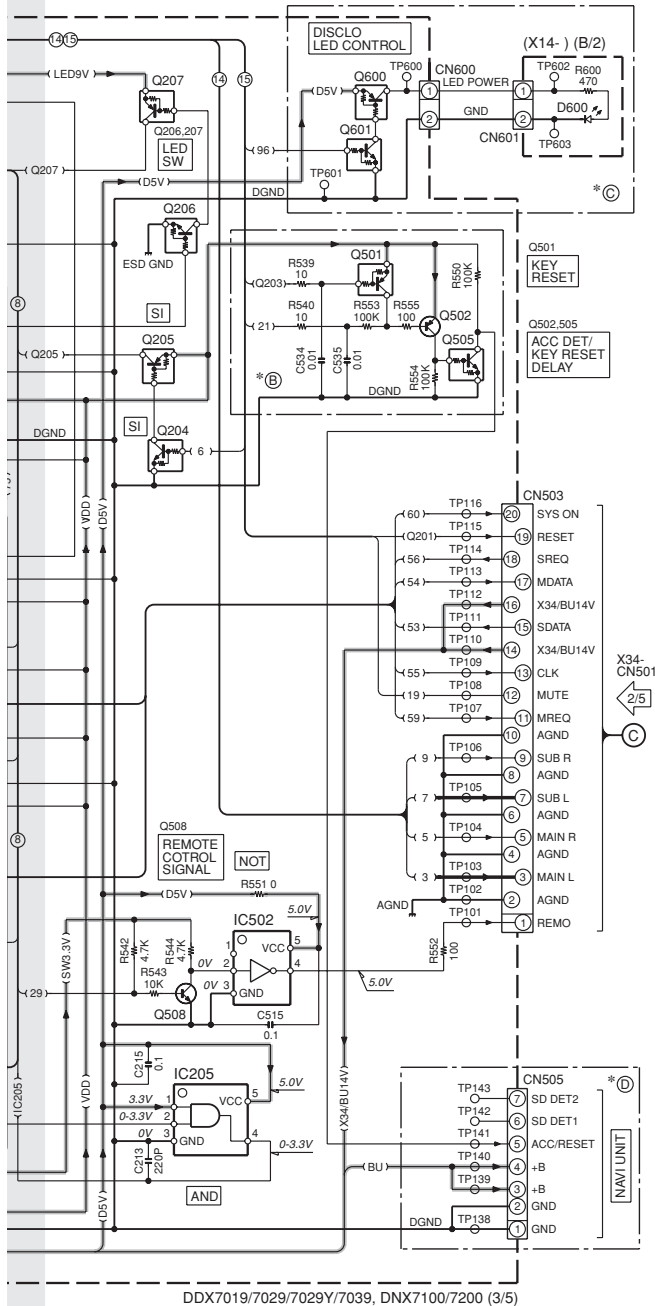 14 15
DISCLO
LED CONTROL
(X14- ) (B/2)
LED9V
Q207
14
15
D5V
Q600
TP600
CN600
LED POWER
TP602
R600
470
1
1
D600
GND
2
2
CN601
TP603
Q206,207
LED
SW
Q601
96
TP601
DGND
*C
Q207
D5V
Q206
ESD GND
Q501
KEY
RESET
R539
10
Q501
R550
100K
Q203
R540
10
R553
100K
R555
100
Q502
8
SI
21
Q505
Q502,505
ACC DET/
KEY RESET
DELAY
Q205
Q205
C534
0.01
C535
0.01
R554
100K
*B
DGND
DGND
SI
Q204
6
VDD
D5V
CN503
60
TP116
20
SYS ON
Q201
TP115
19
RESET
56
TP114
18
SREQ
54
TP113
17
MDATA
TP112
16
X34/BU14V
53
TP111
15
SDATA
TP110
14
X34/BU14V
55
TP109
13
CLK
19
TP108
12
MUTE
59
TP107
11
MREQ
10
AGND
9
TP106
9
SUB R
8
AGND
7
TP105
7
SUB L
6
AGND
5
TP104
5
MAIN R
4
AGND
3
TP103
3
MAIN L
AGND
TP102
2
AGND
TP101
1
REMO
X34-
CN501
2/5
C
8
Q508
REMOTE
COTROL
SIGNAL
NOT
D5V
R551 0
5.0V
IC502
SW3.3V
R542
4.7K
R544
4.7K
1
VCC
5
0V
2
4
R552
100
R543
10K
0V
3
GND
5.0V
29
Q508
C515
0.1
IC205
C215
0.1
IC205
5.0V
VCC
5
VDD
3.3V
1
0-3.3V
2
0V
3
GND
4
0-3.3V
C213
220P
AND
D5V
X34/BU14V
*D
CN505
TP143
7
SD DET2
TP142
6
SD DET1
TP141
5
ACC/RESET
BU
TP140
4
+B
TP139
3
+B
2
GND
DGND
TP138
1
GND
NAVI UNIT
DDX7019/7029/7029Y/7039, DNX7100/7200 (3/5)